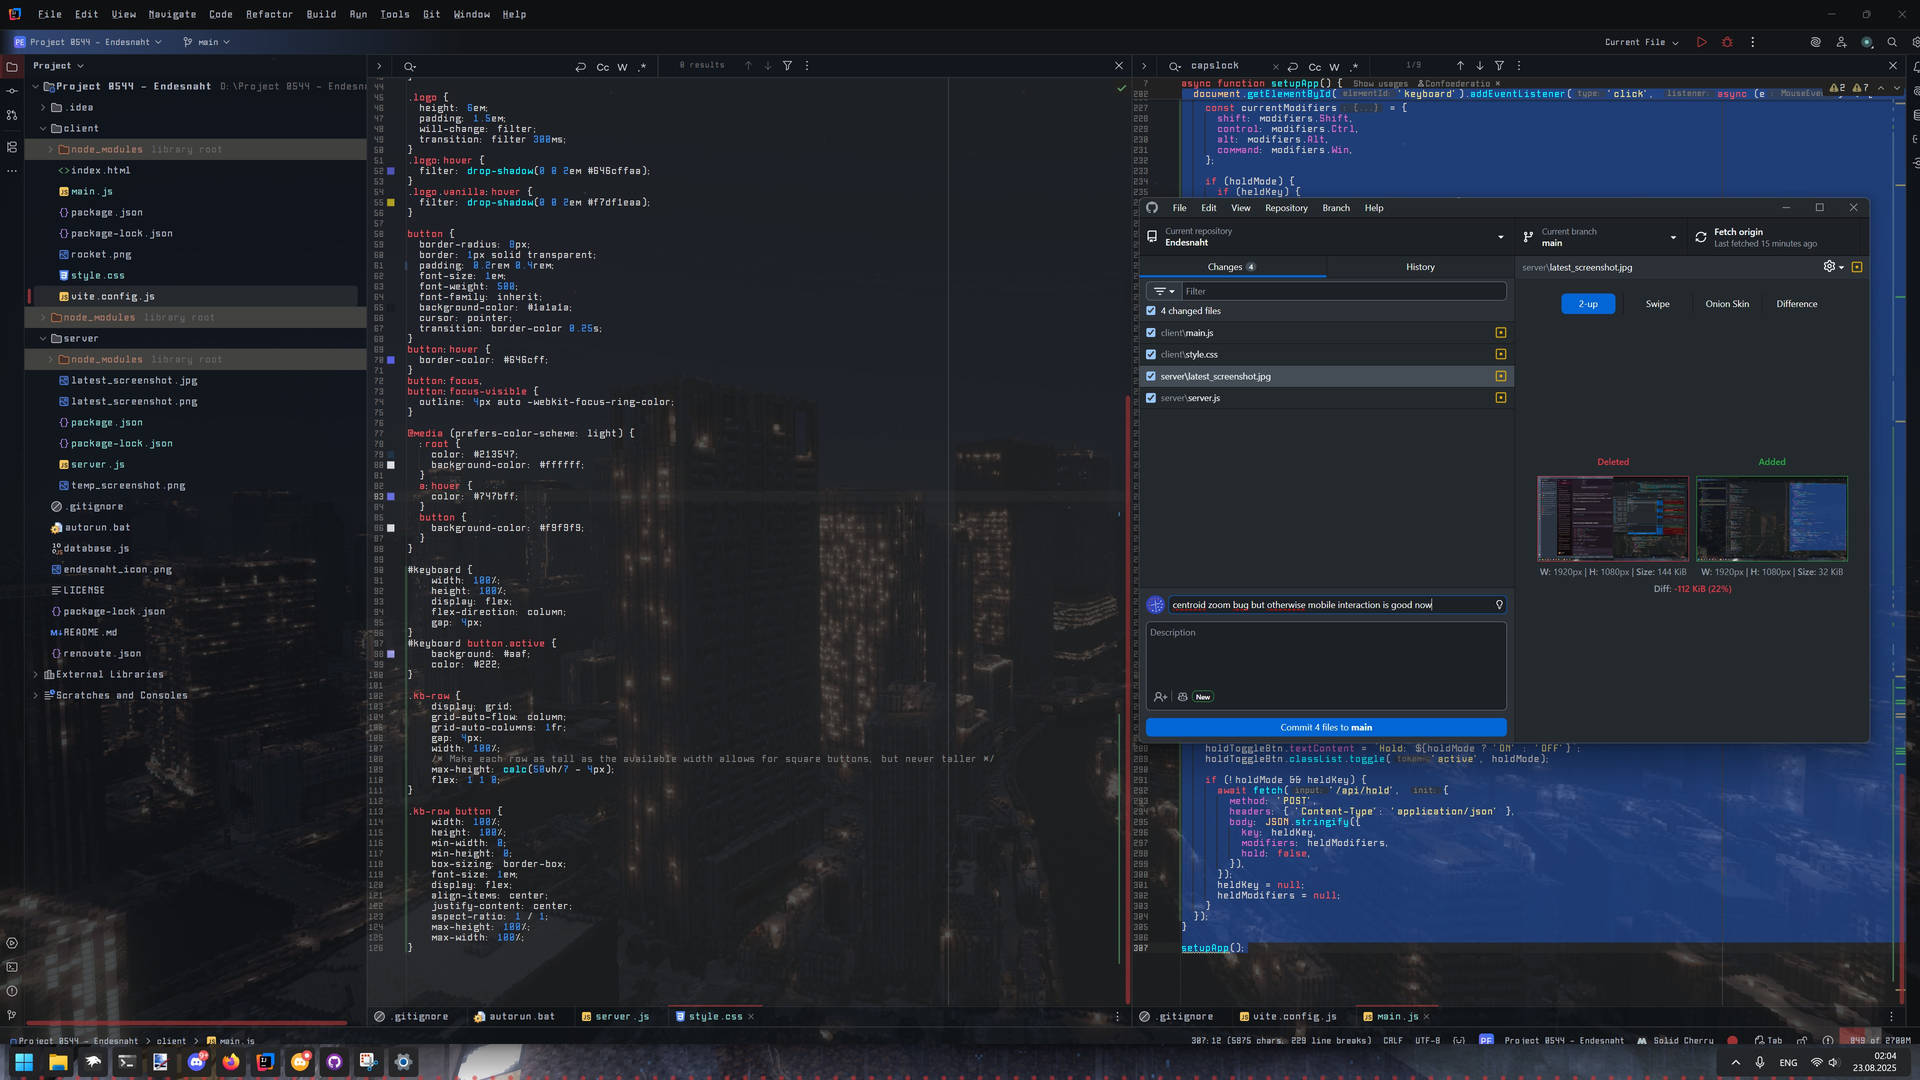 File Edit View Navigate Code Refactor Build Run Tools Git Window Help
PE Project 0544 - Endesnaht main Current File
Project
Project 0544 - Endesnaht D:\Project 0544 - Endesn
.idea
client
node_modules library root
index.html
main.js
package.json
package-lock.json
rocket.png
style.css
vite.config.js
node_modules library root
server
node_modules library root
latest_screenshot.jpg
latest_screenshot.png
package.json
package-lock.json
server.js
temp_screenshot.png
.gitignore
autorun.bat
database.js
endesnaht_icon.png
LICENSE
package-lock.json
README.md
renovate.json
External Libraries
Scratches and Consoles
Cc W .* 0 results
.logo {
height: 6em;
padding: 1.5em;
will-change: filter;
transition: filter 300ms;
}
.logo:hover {
filter: drop-shadow(0 0 2em #646cffaa);
}
.logo.vanilla:hover {
filter: drop-shadow(0 0 2em #f7df1eaa);
}
button {
border-radius: 8px;
border: 1px solid transparent;
padding: 0.2rem 0.4rem;
font-size: 1em;
font-weight: 500;
font-family: inherit;
background-color: #1a1a1a;
cursor: pointer;
transition: border-color 0.25s;
}
button:hover {
border-color: #646cff;
}
button:focus,
button:focus-visible {
outline: 4px auto -webkit-focus-ring-color;
}
@media (prefers-color-scheme: light) {
:root {
color: #213547;
background-color: #ffffff;
}
a:hover {
color: #747bff;
}
button {
background-color: #f9f9f9;
}
}
#keyboard {
width: 100%;
height: 100%;
display: flex;
flex-direction: column;
gap: 4px;
}
#keyboard button.active {
background: #aaf;
color: #222;
}
.kb-row {
display: grid;
grid-auto-flow: column;
grid-auto-columns: 1fr;
gap: 4px;
width: 100%;
/* Make each row as tall as the available width allows for square buttons, but never taller */
max-height: calc(50vh/7 - 4px);
flex: 1 1 0;
}
.kb-row button {
width: 100%;
height: 100%;
min-width: 0;
min-height: 0;
box-sizing: border-box;
font-size: 1em;
display: flex;
align-items: center;
justify-content: center;
aspect-ratio: 1 / 1;
max-height: 100%;
max-width: 100%;
}
.gitignore autorun.bat server.js style.css
capslock Cc W .* 1/9
async function setupApp() { Show usages Confoederatio
document.getElementById( elementId: 'keyboard').addEventListener( type: 'click', listener: async (e : MouseEve 2 7
const currentModifiers : {...} = {
shift: modifiers.Shift,
control: modifiers.Ctrl,
alt: modifiers.Alt,
command: modifiers.Win,
};
if (holdMode) {
if (heldKey) {
File Edit View Repository Branch Help
Current repository
Endesnaht
Current branch
main
Fetch origin
Last fetched 15 minutes ago
Changes 4 History
server\latest_screenshot.jpg
Filter
4 changed files
client\main.js
client\style.css
server\latest_screenshot.jpg
server\server.js
2-up Swipe Onion Skin Difference
Deleted Added
W: 1920px | H: 1080px | Size: 144 KiB
W: 1920px | H: 1080px | Size: 32 KiB
Diff: -112 KiB (22%)
centroid zoom bug but otherwise mobile interaction is good now
Description
New
Commit 4 files to main
holdToggleBtn.textContent = `Hold: ${holdMode ? 'ON' : 'OFF'}`;
holdToggleBtn.classList.toggle( token: 'active', holdMode);
if (!holdMode && heldKey) {
await fetch( input: '/api/hold', init: {
method: 'POST',
headers: { 'Content-Type': 'application/json' },
body: JSON.stringify({
key: heldKey,
modifiers: heldModifiers,
hold: false,
}),
});
heldKey = null;
heldModifiers = null;
}
});
}
setupApp();
.gitignore vite.config.js main.js
Project 0544 - Endesnaht client main.js
307:12 (5875 chars, 229 line breaks) CRLF UTF-8 PE Project 0544 - Endesnaht Solid Cherry Tab 849 of 2700M
ENG 02:04
23.08.2025